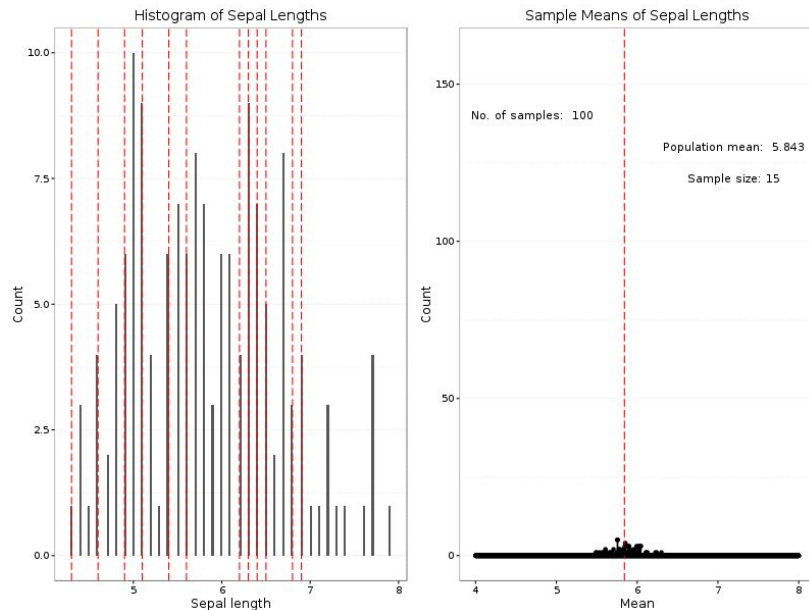 Histogram of Sepal Lengths
10.0
7.5
5.0
2.5
0.0
Count
5
6
7
8
Sepal length
Sample Means of Sepal Lengths
150
100
50
0
Count
No. of samples: 100
Population mean: 5.843
Sample size: 15
4
5
6
7
8
Mean